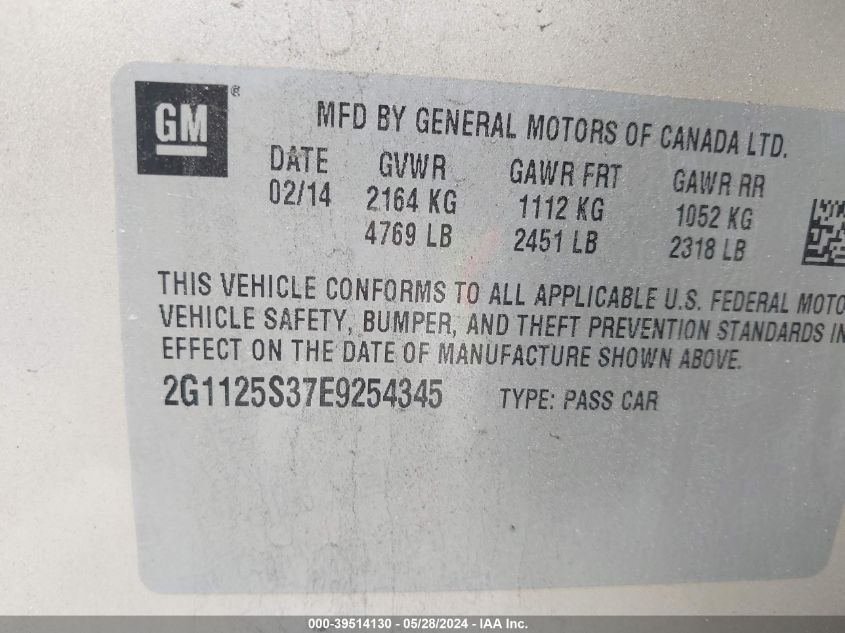 GM ®
MFD BY GENERAL MOTORS OF CANADA LTD.
DATE GVWR GAWR FRT GAWR RR
02/14 2164 KG 1112 KG 1052 KG
4769 LB 2451 LB 2318 LB
THIS VEHICLE CONFORMS TO ALL APPLICABLE U.S. FEDERAL MOTO
VEHICLE SAFETY, BUMPER, AND THEFT PREVENTION STANDARDS IN
EFFECT ON THE DATE OF MANUFACTURE SHOWN ABOVE.
2G1125S37E9254345 TYPE: PASS CAR
000-39514130 - 05/28/2024 - IAA Inc.